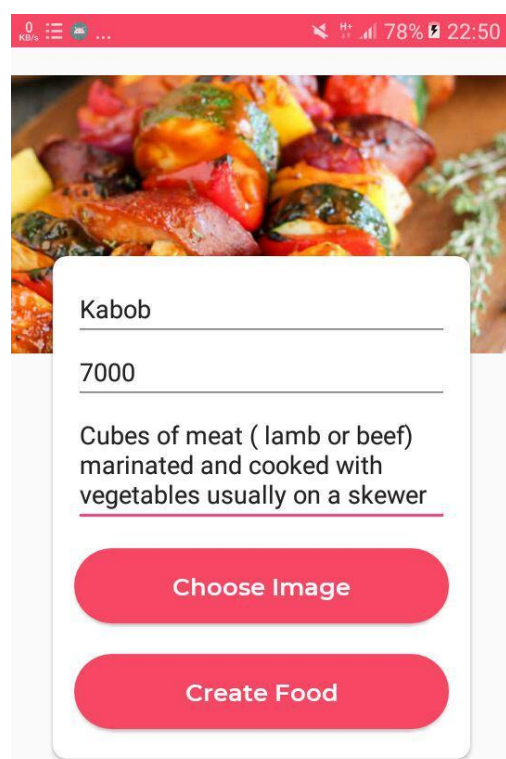 0
KB/s
... H+ 78% 22:50
Kabob
7000
Cubes of meat ( lamb or beef)
marinated and cooked with
vegetables usually on a skewer
Choose Image
Create Food